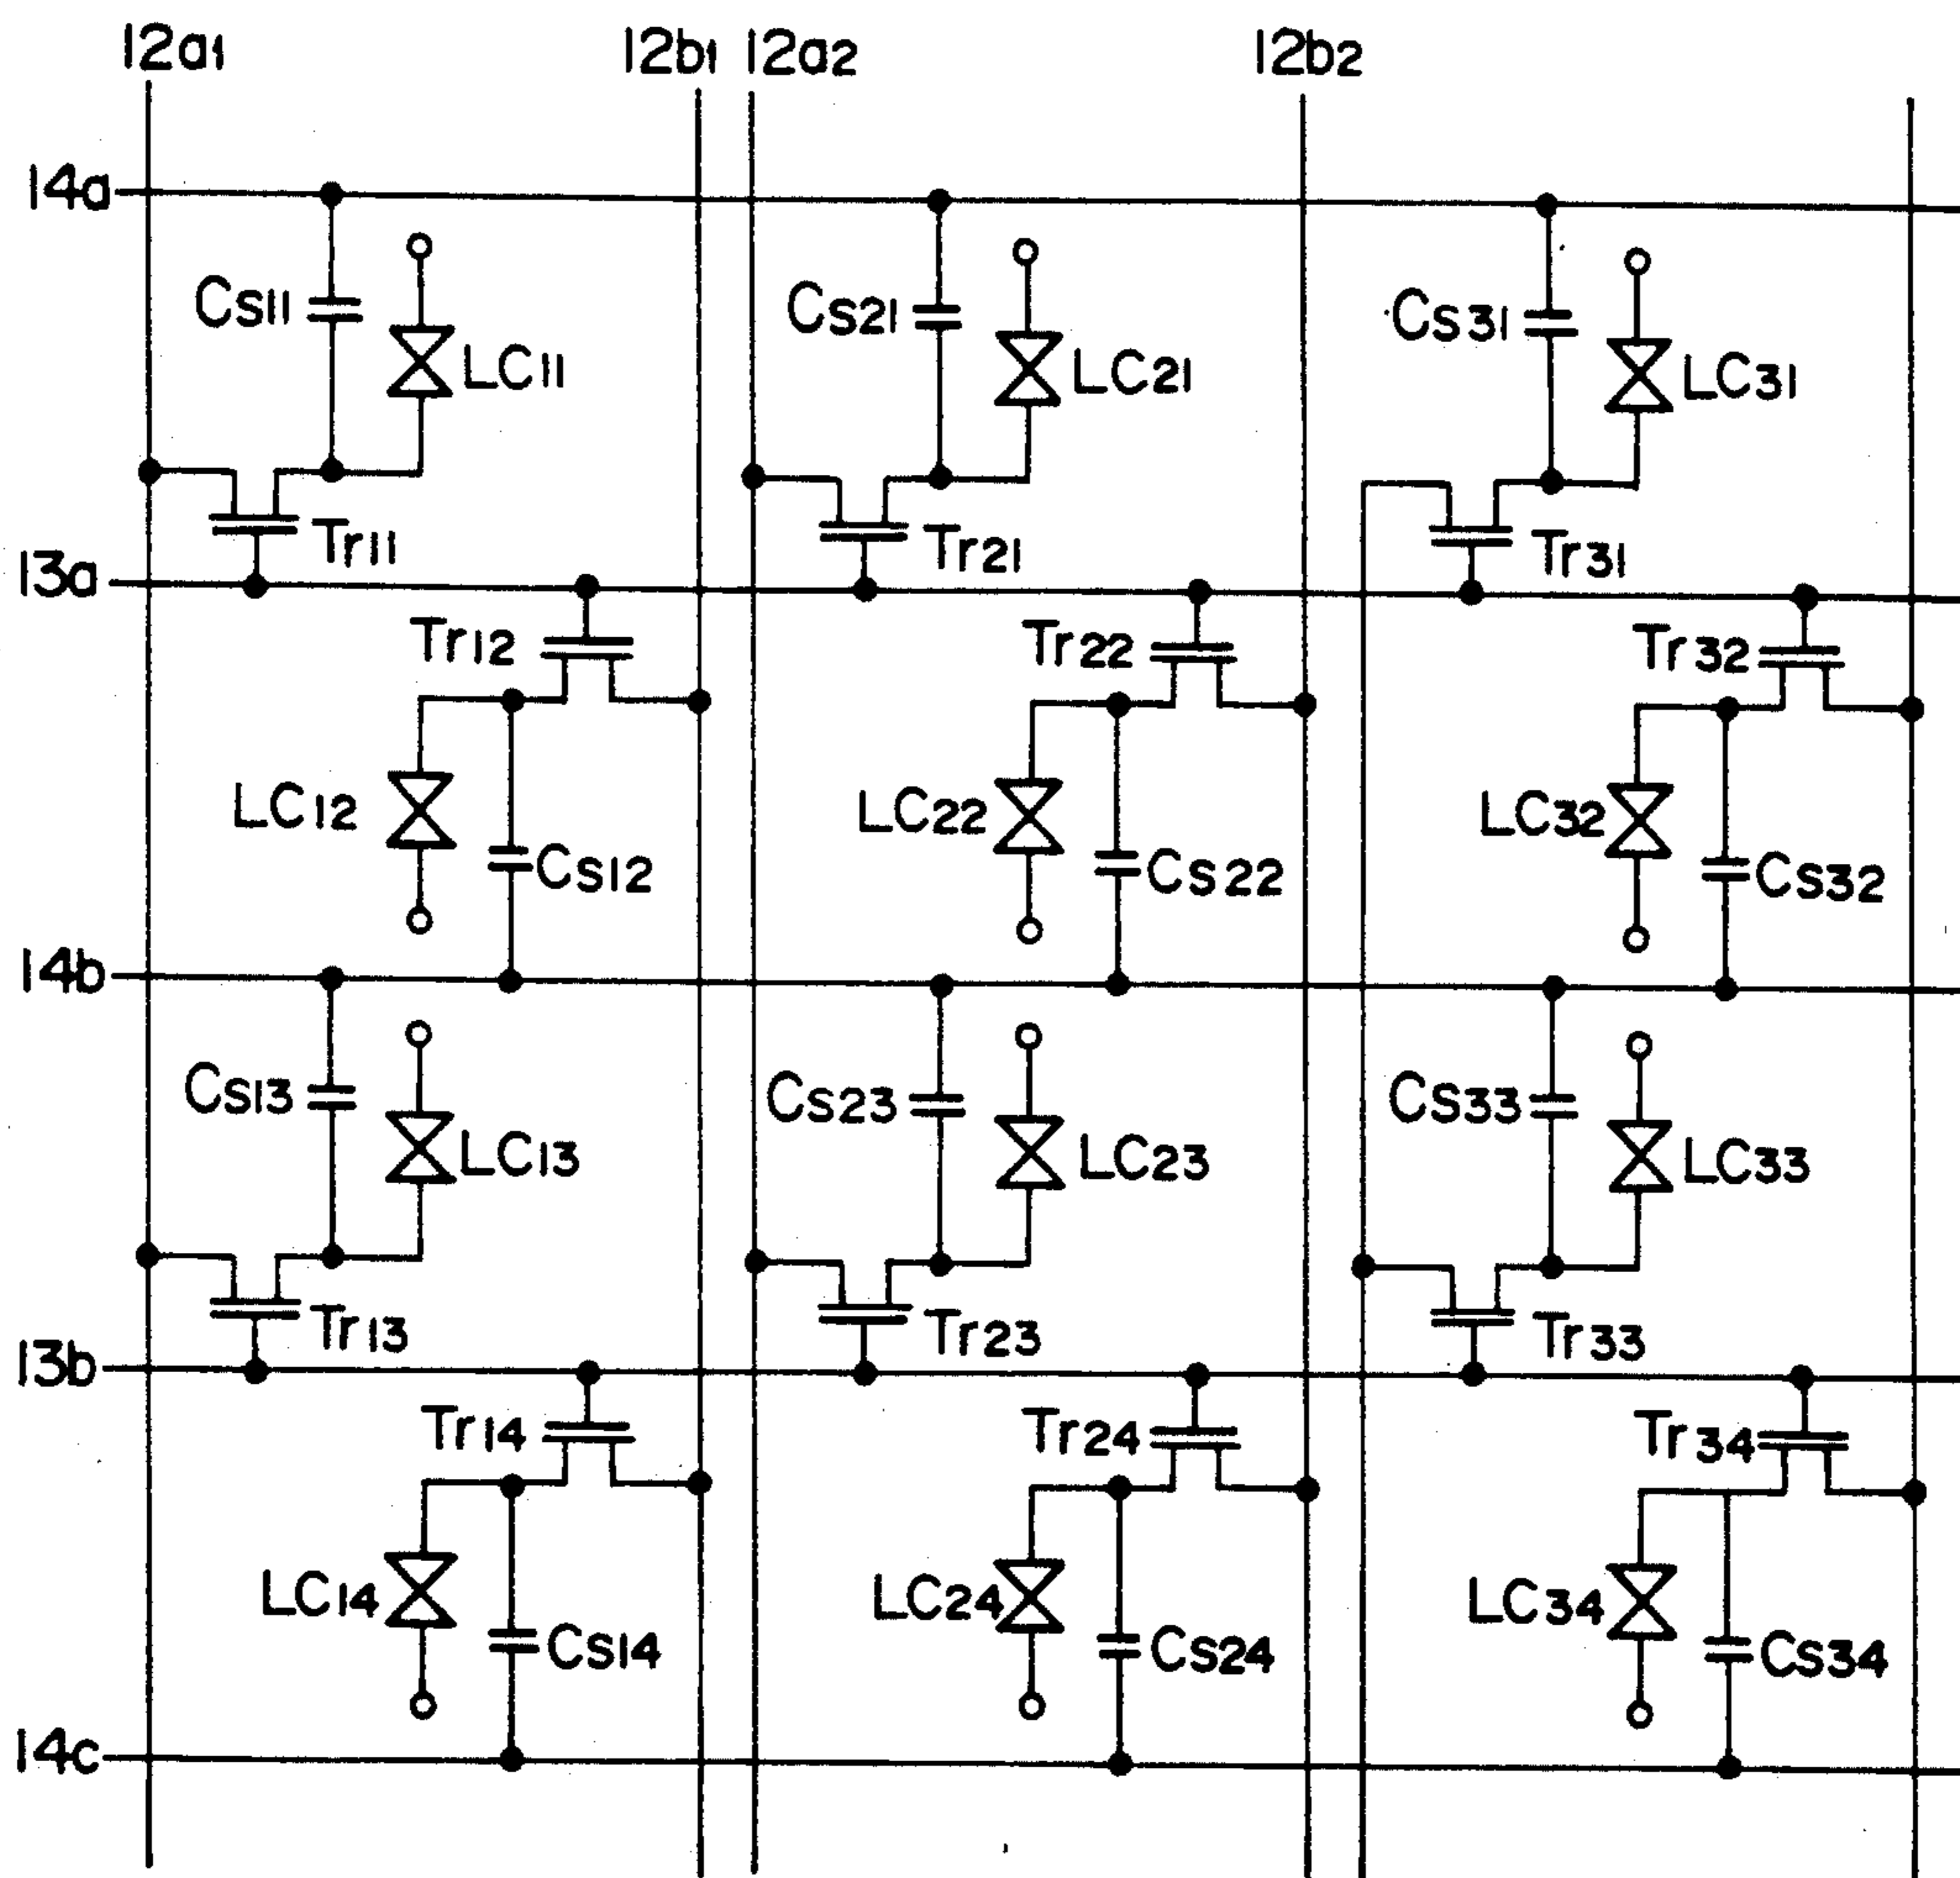 12a1 12b1 12a2 12b2
14a
Cs11 LC11 Cs21 LC21 Cs31 LC31
Tr11 Tr21 Tr31
13a
Tr12 Tr22 Tr32
LC12 Cs12 LC22 Cs22 LC32 Cs32
14b
Cs13 LC13 Cs23 LC23 Cs33 LC33
Tr13 Tr23 Tr33
13b
Tr14 Tr24 Tr34
LC14 Cs14 LC24 Cs24 LC34 Cs34
14c